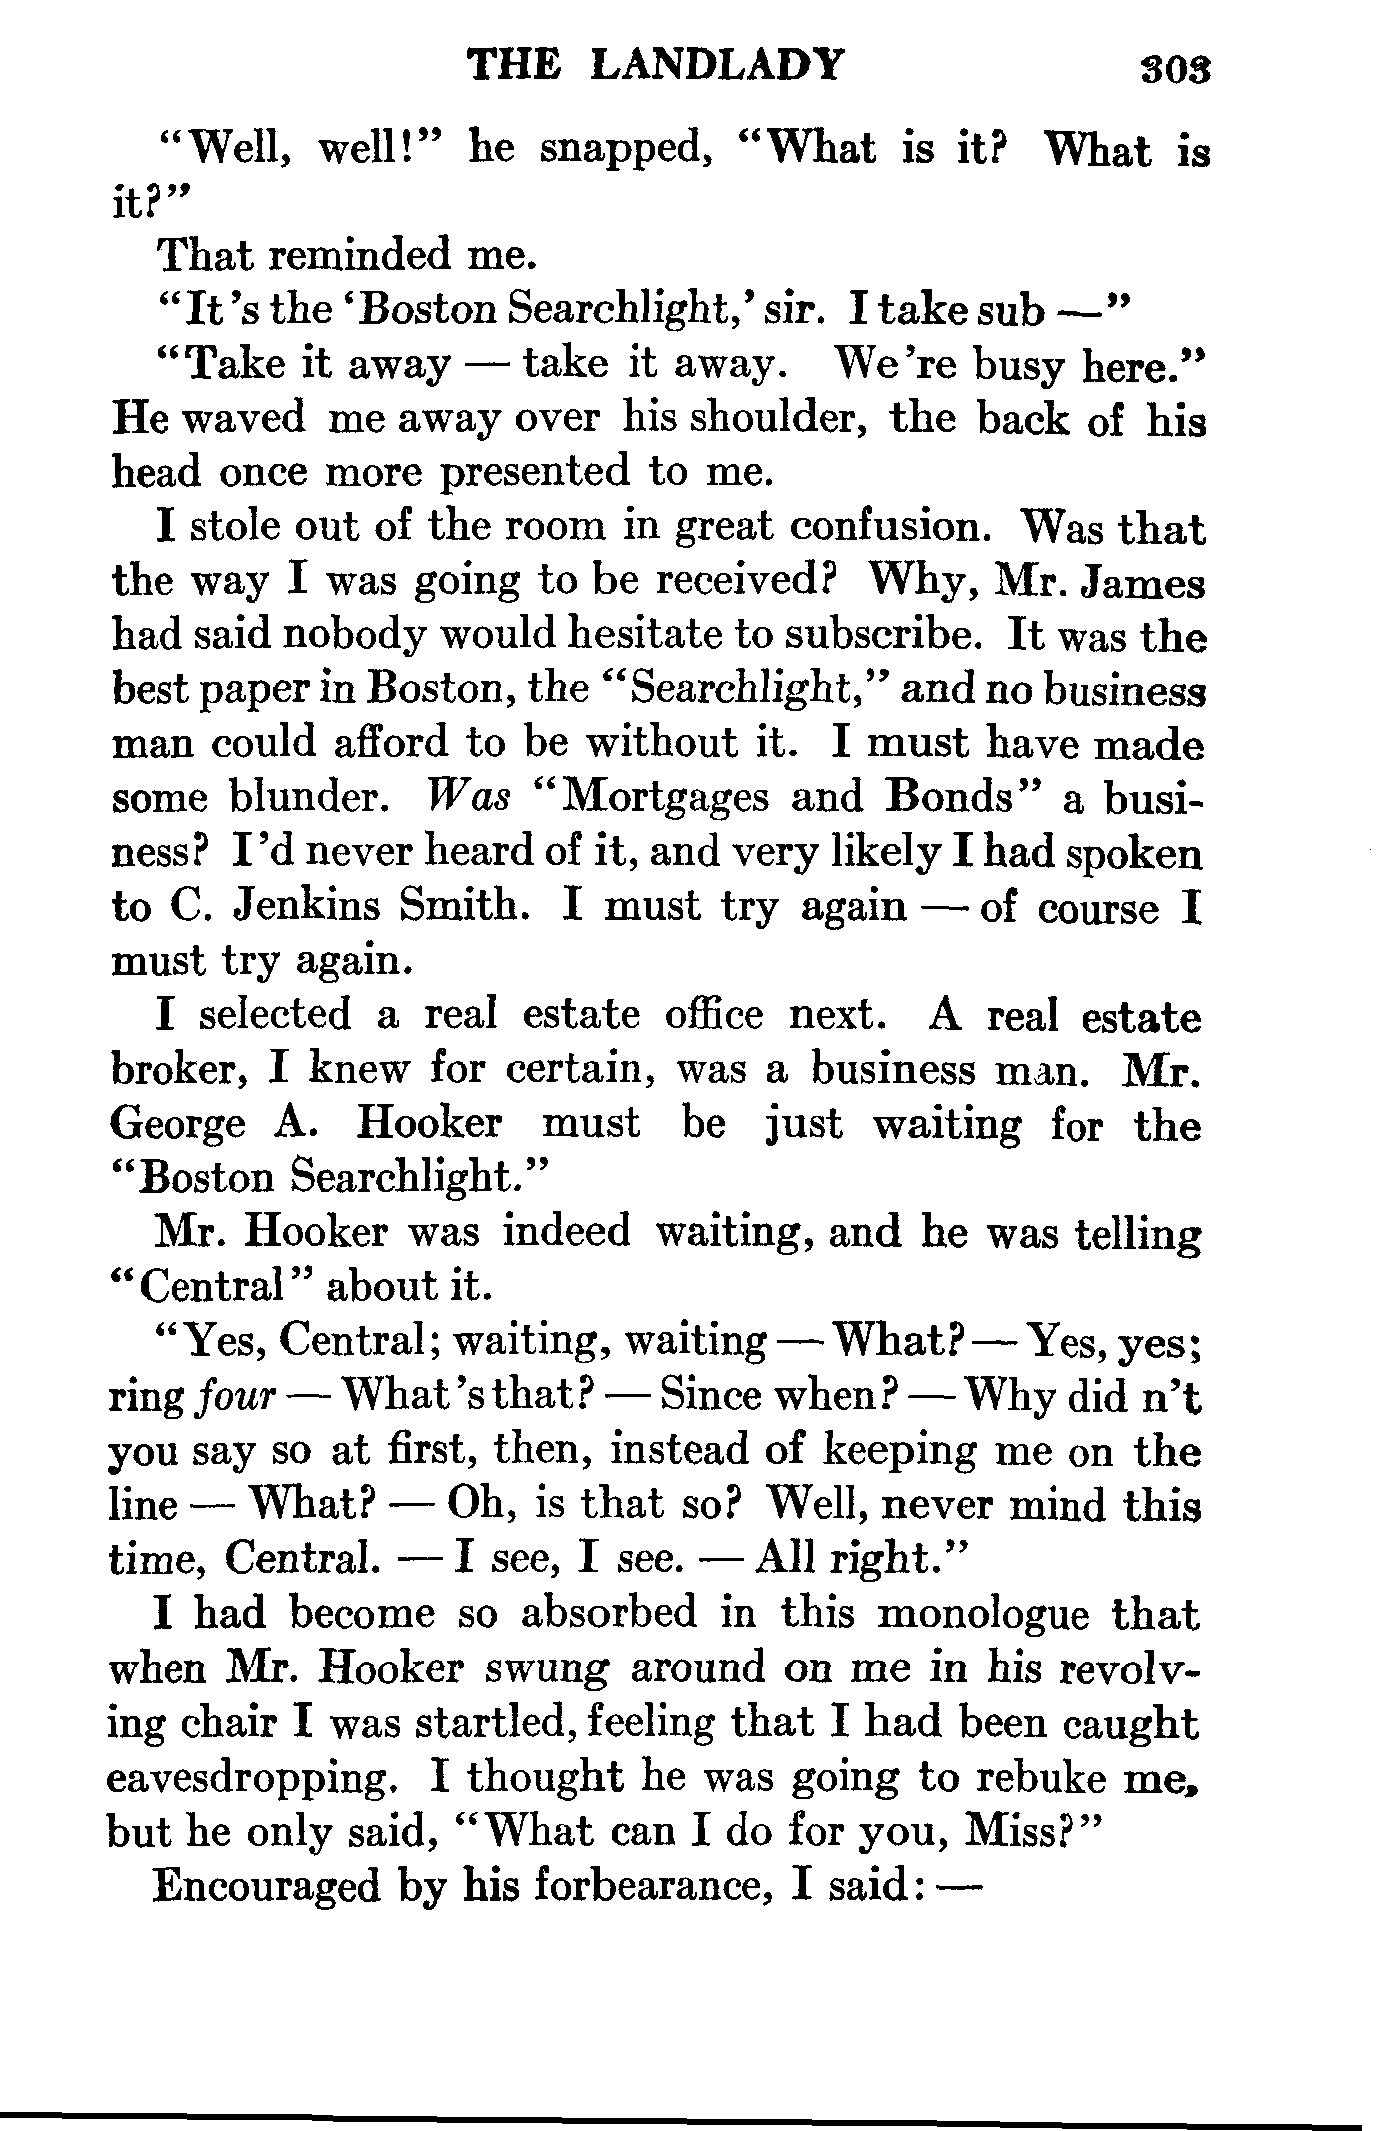 THE LANDLADY 303
“Well, well!” he snapped, “What is it? What is
it?”
That reminded me.
“It 's the ‘Boston Searchlight,’ sir. I take sub —”
“Take it away — take it away. We 're busy here.”
He waved me away over his shoulder, the back of his
head once more presented to me.
I stole out of the room in great confusion. Was that
the way I was going to be received? Why, Mr. James
had said nobody would hesitate to subscribe. It was the
best paper in Boston, the “Searchlight,” and no business
man could afford to be without it. I must have made
some blunder. Was “Mortgages and Bonds” a busi-
ness? I 'd never heard of it, and very likely I had spoken
to C. Jenkins Smith. I must try again — of course I
must try again.
I selected a real estate office next. A real estate
broker, I knew for certain, was a business man. Mr.
George A. Hooker must be just waiting for the
“Boston Searchlight.”
Mr. Hooker was indeed waiting, and he was telling
“Central” about it.
“Yes, Central; waiting, waiting — What? — Yes, yes;
ring four — What 's that? — Since when? — Why did n't
you say so at first, then, instead of keeping me on the
line — What? — Oh, is that so? Well, never mind this
time, Central. — I see, I see. — All right.”
I had become so absorbed in this monologue that
when Mr. Hooker swung around on me in his revolv-
ing chair I was startled, feeling that I had been caught
eavesdropping. I thought he was going to rebuke me,
but he only said, “What can I do for you, Miss?”
Encouraged by his forbearance, I said: —